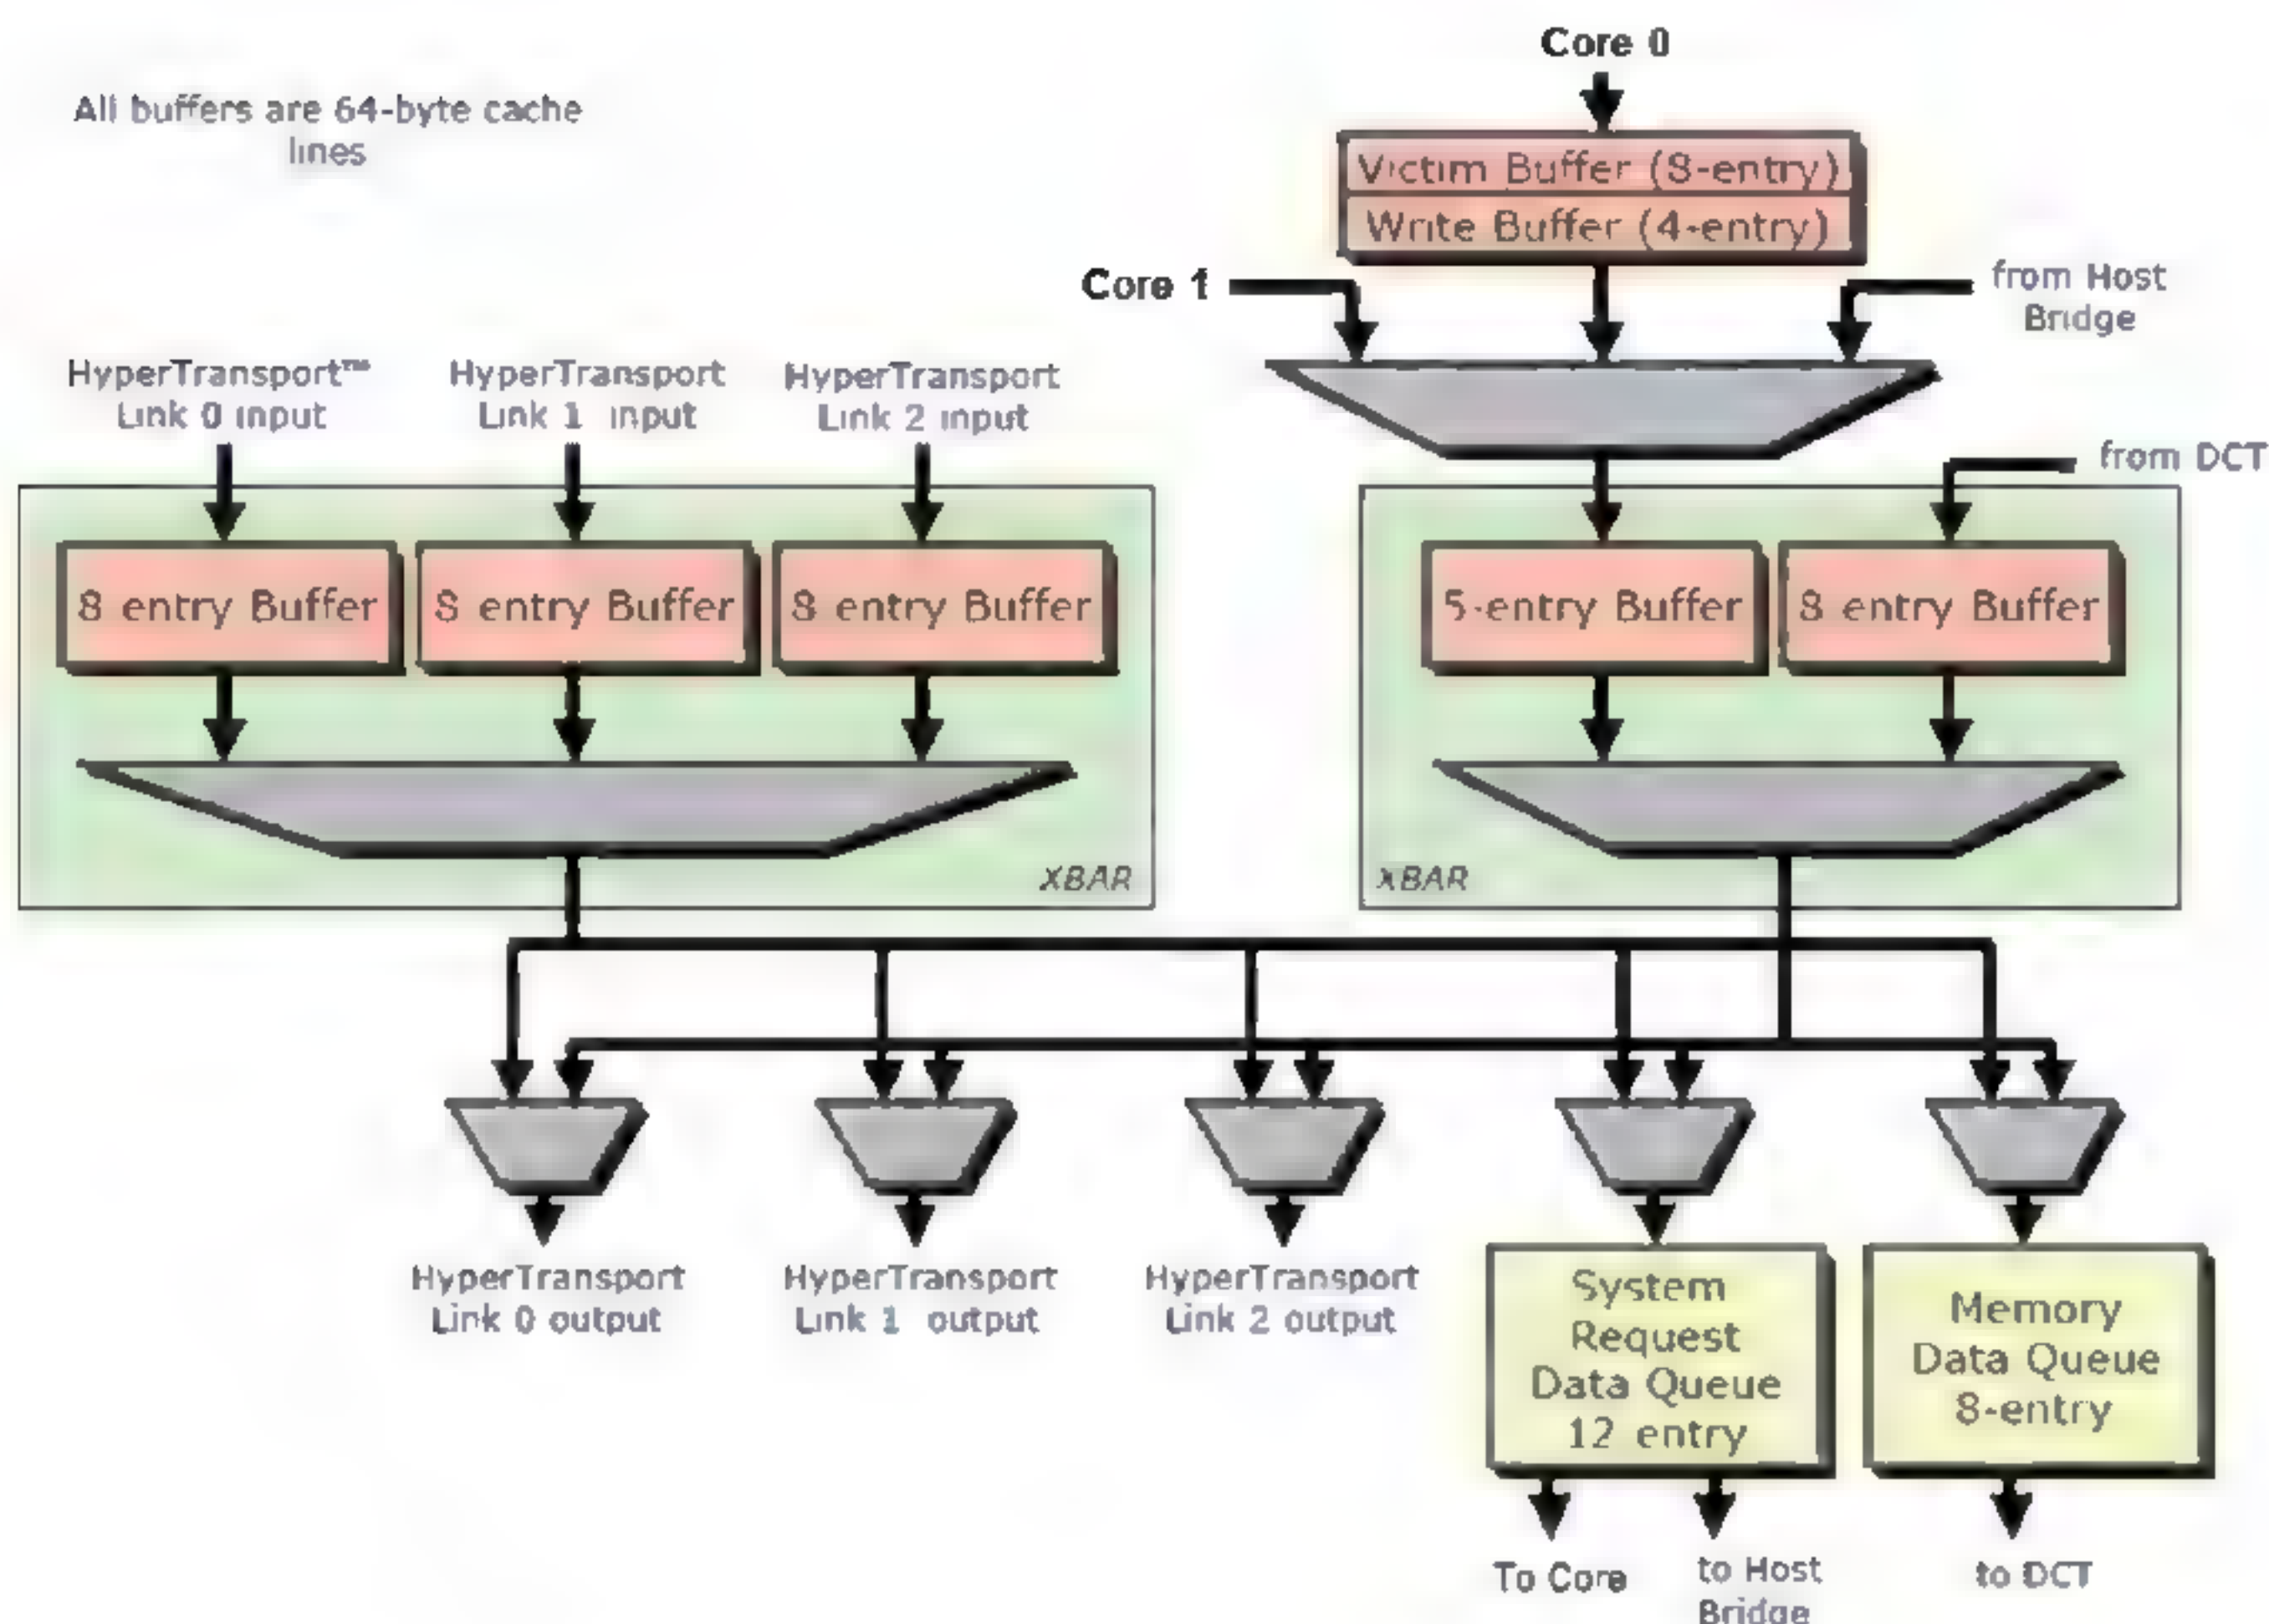 All buffers are 64-byte cache
lines
Core 0
Victim Buffer (8-entry)
Write Buffer (4-entry)
Core 1
from Host
Bridge
HyperTransport™
Link 0 input
HyperTransport
Link 1 input
HyperTransport
Link 2 input
from DCT
8 entry Buffer
8 entry Buffer
8 entry Buffer
5-entry Buffer
8 entry Buffer
XBAR
XBAR
HyperTransport
Link 0 output
HyperTransport
Link 1 output
HyperTransport
Link 2 output
System
Request
Data Queue
12 entry
Memory
Data Queue
8-entry
To Core
to Host
Bridge
to DCT